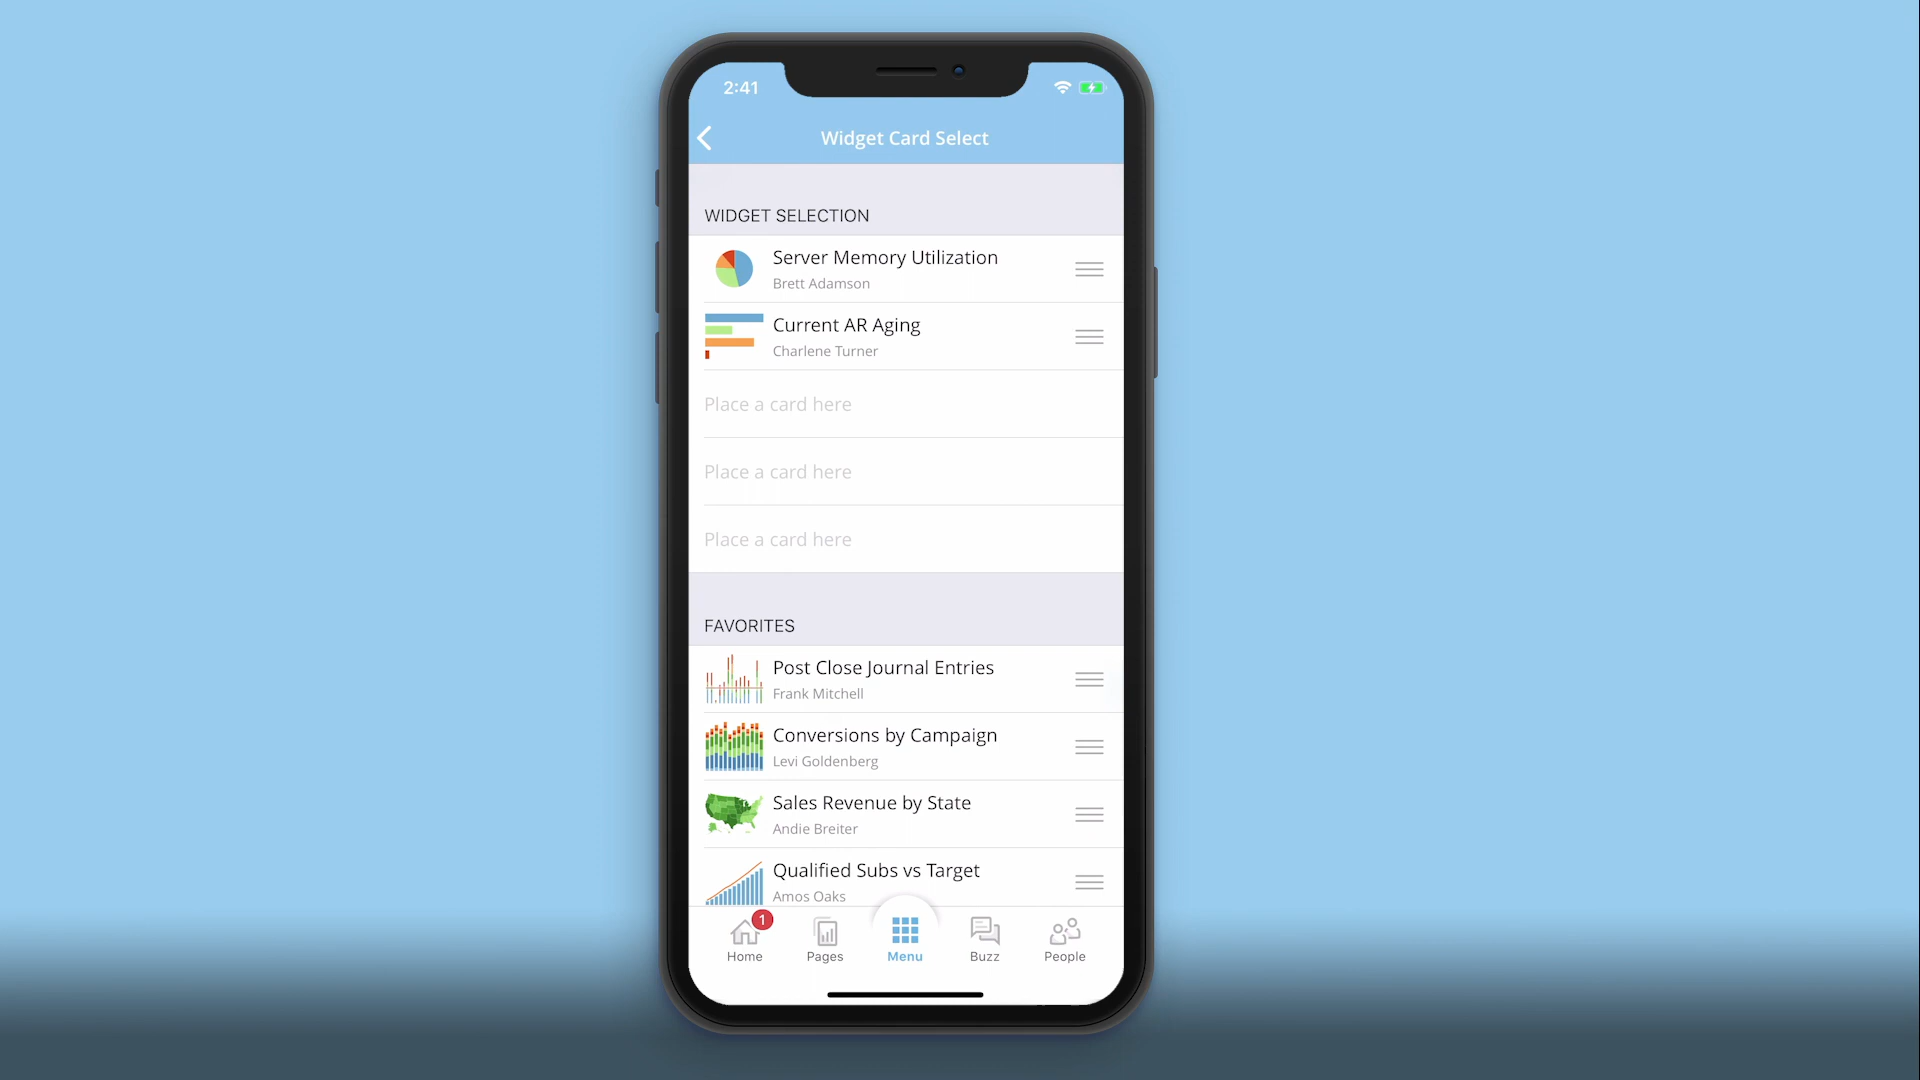 2:41
Widget Card Select
WIDGET SELECTION
Server Memory Utilization
Brett Adamson
Current AR Aging
Charlene Turner
Place a card here
Place a card here
Place a card here
FAVORITES
Post Close Journal Entries
Frank Mitchell
Conversions by Campaign
Levi Goldenberg
Sales Revenue by State
Andie Breiter
Qualified Subs vs Target
Amos Oaks
1
Home
Pages
Menu
Buzz
People